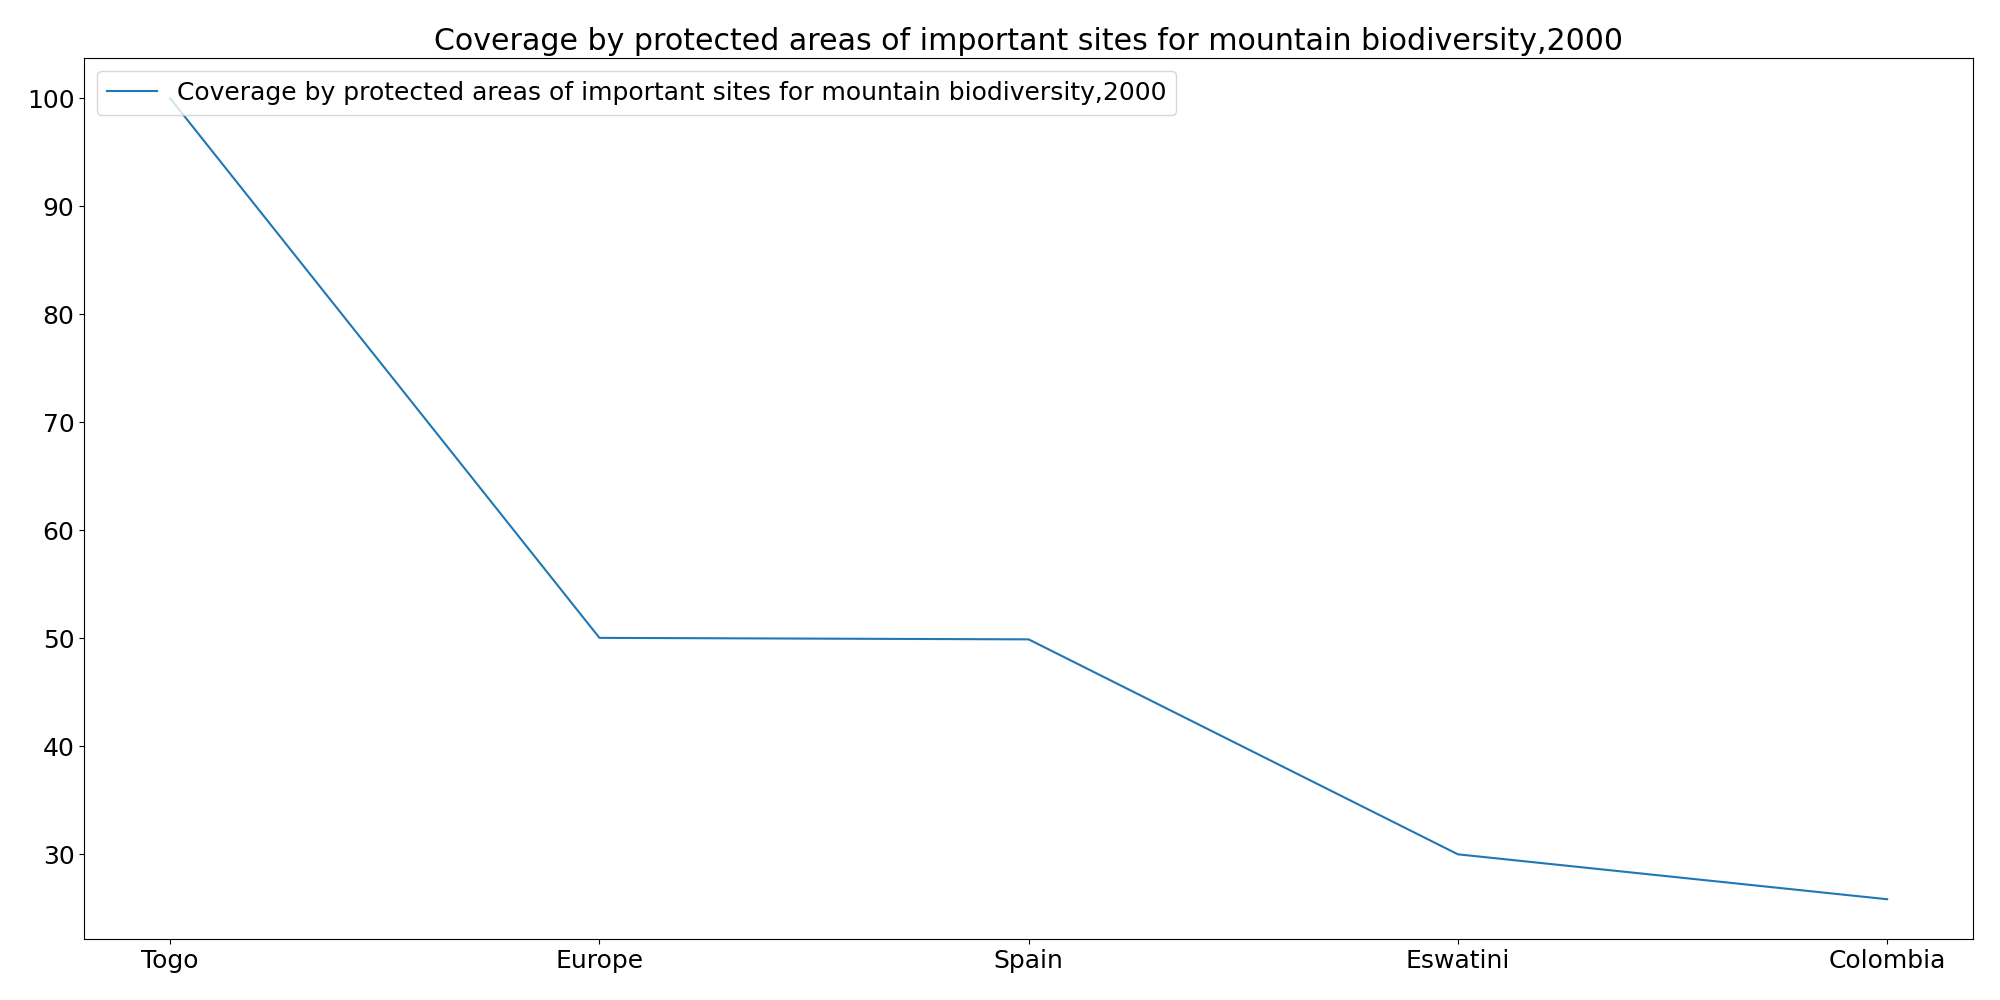 Coverage by protected areas of important sites for mountain biodiversity,2000
Coverage by protected areas of important sites for mountain biodiversity,2000
100
90
80
70
60
50
40
30
Togo Europe Spain Eswatini Colombia